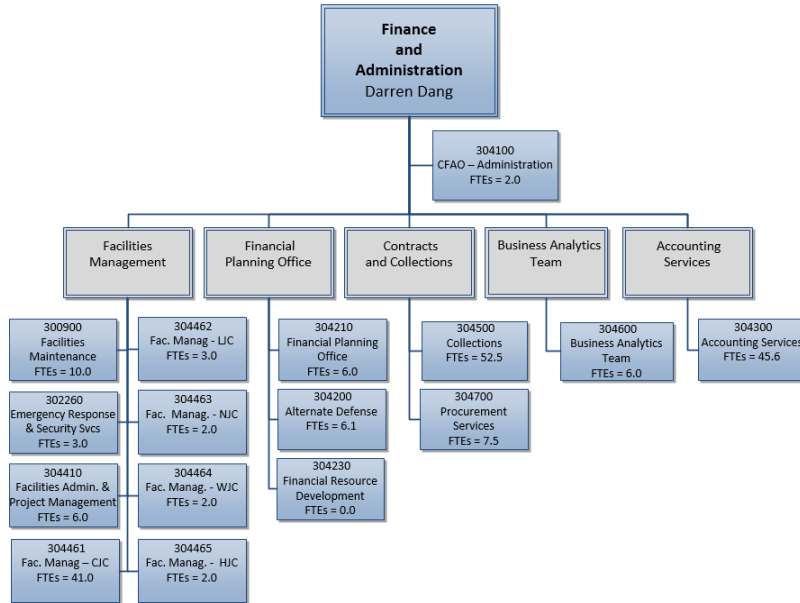 Finance
and
Administration
Darren Dang
304100
CFAO – Administration
FTEs = 2.0
Facilities
Management
Financial
Planning Office
Contracts
and Collections
Business Analytics
Team
Accounting
Services
300900
Facilities
Maintenance
FTEs = 10.0
304462
Fac. Manag - LJC
FTEs = 3.0
302260
Emergency Response
& Security Svcs
FTEs = 3.0
304463
Fac. Manag. - NJC
FTEs = 2.0
304410
Facilities Admin. &
Project Management
FTEs = 6.0
304464
Fac. Manag. - WJC
FTEs = 2.0
304461
Fac. Manag – CJC
FTEs = 41.0
304465
Fac. Manag. - HJC
FTEs = 2.0
304210
Financial Planning
Office
FTEs = 6.0
304200
Alternate Defense
FTEs = 6.1
304230
Financial Resource
Development
FTEs = 0.0
304500
Collections
FTEs = 52.5
304700
Procurement
Services
FTEs = 7.5
304600
Business Analytics
Team
FTEs = 6.0
304300
Accounting Services
FTEs = 45.6